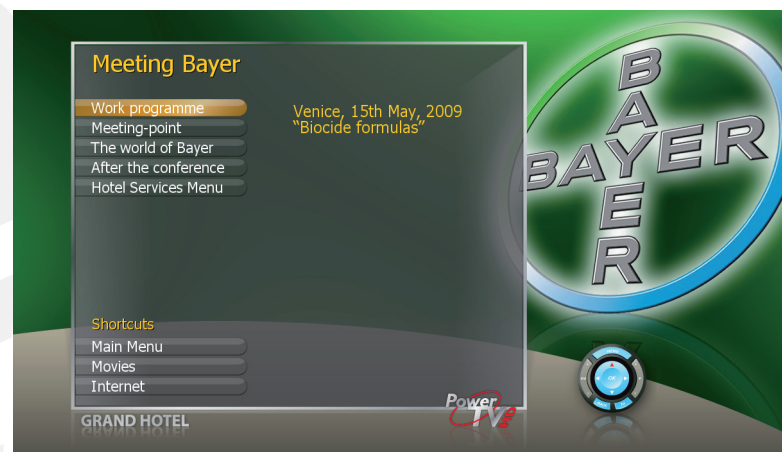 Meeting Bayer
Work programme
Meeting-point
The world of Bayer
After the conference
Hotel Services Menu
Venice, 15th May, 2009
“Biocide formulas”
BAYER
BAYER
Shortcuts
Main Menu
Movies
Internet
OK
GRAND HOTEL
Power
TV